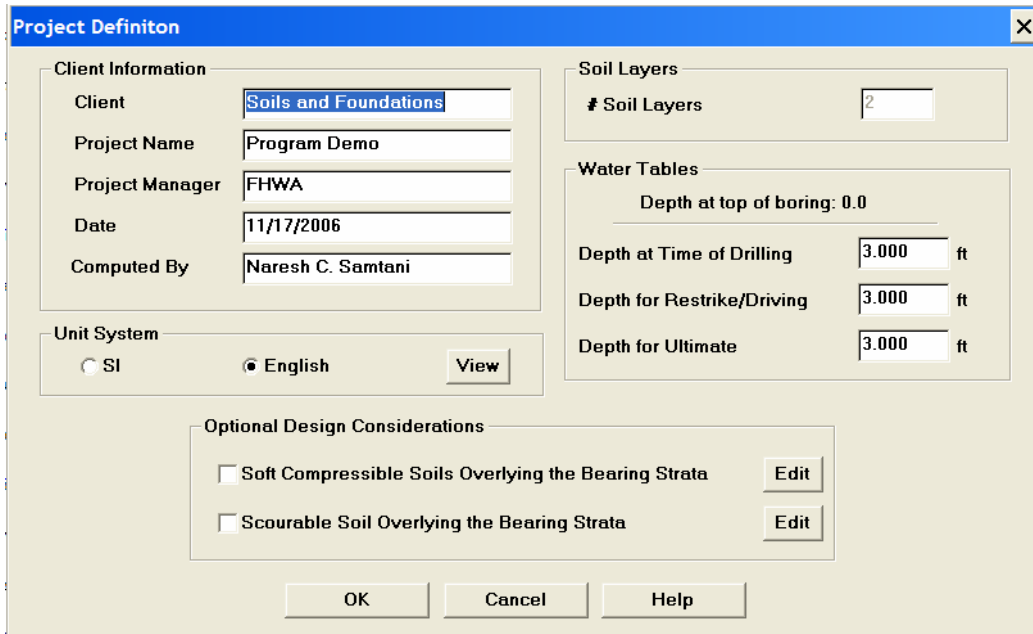 Project Definiton
Client Information
Client Soils and Foundations
Project Name Program Demo
Project Manager FHWA
Date 11/17/2006
Computed By Naresh C. Samtani
Unit System
SI English View
Soil Layers
# Soil Layers 2
Water Tables
Depth at top of boring: 0.0
Depth at Time of Drilling 3.000 ft
Depth for Restrike/Driving 3.000 ft
Depth for Ultimate 3.000 ft
Optional Design Considerations
Soft Compressible Soils Overlying the Bearing Strata Edit
Scourable Soil Overlying the Bearing Strata Edit
OK Cancel Help